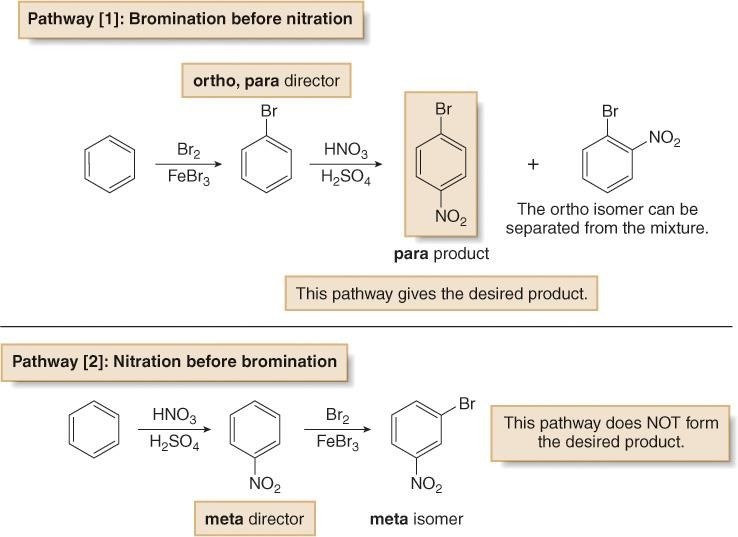 Pathway [1]: Bromination before nitration
ortho, para director
Br
Br₂
FeBr₃
HNO₃
H₂SO₄
Br
NO₂
para product
+
Br
NO₂
The ortho isomer can be
separated from the mixture.
This pathway gives the desired product.
Pathway [2]: Nitration before bromination
HNO₃
H₂SO₄
NO₂
meta director
Br₂
FeBr₃
Br
NO₂
meta isomer
This pathway does NOT form
the desired product.